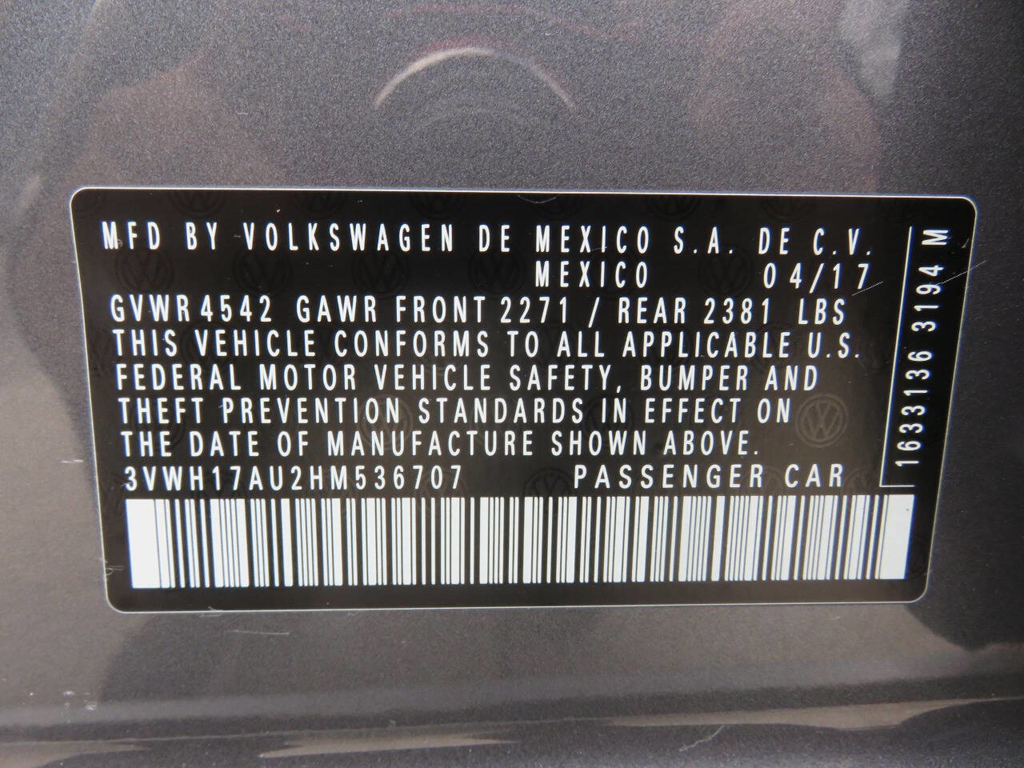 MFD BY VOLKSWAGEN DE MEXICO S.A. DE C.V.
MEXICO 04/17
GVWR 4542 GAWR FRONT 2271 / REAR 2381 LBS
THIS VEHICLE CONFORMS TO ALL APPLICABLE U.S.
FEDERAL MOTOR VEHICLE SAFETY, BUMPER AND
THEFT PREVENTION STANDARDS IN EFFECT ON
THE DATE OF MANUFACTURE SHOWN ABOVE.
3VWH17AU2HM536707 PASSENGER CAR
1633136 3194 M